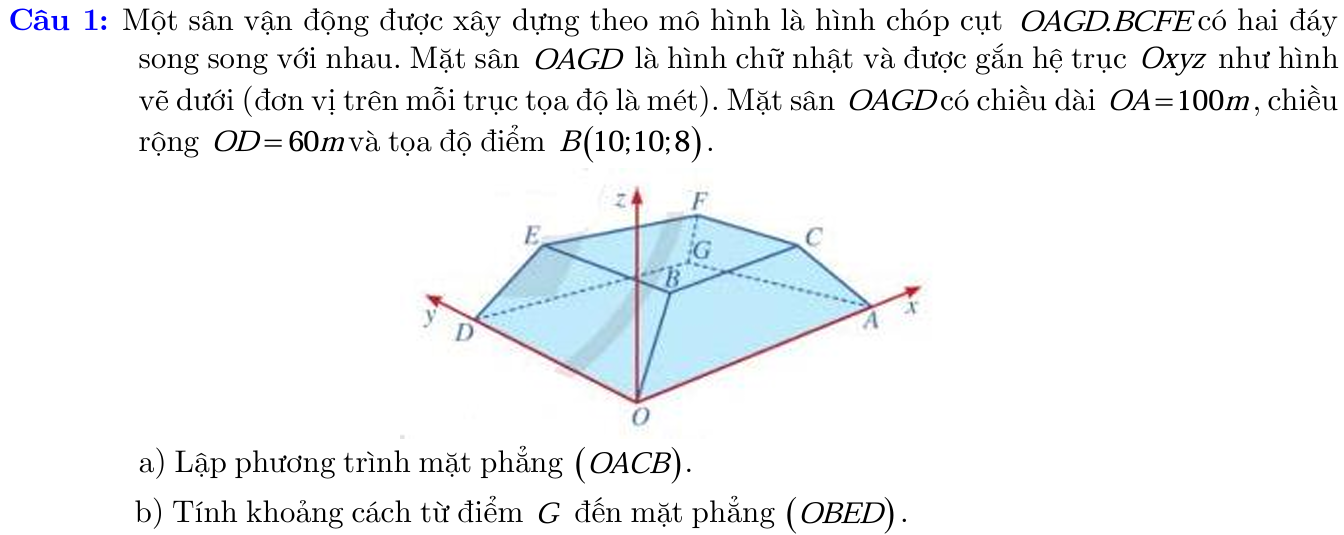 Câu 1: Một sân vận động được xây dựng theo mô hình là hình chóp cụt OAGD.BCFE có hai đáy
song song với nhau. Mặt sân OAGD là hình chữ nhật và được gắn hệ trục Oxyz như hình
vẽ dưới (đơn vị trên mỗi trục tọa độ là mét). Mặt sân OAGD có chiều dài OA=100m, chiều
rộng OD=60m và tọa độ điểm B(10;10;8).
z F
E C
G
B
y D A x
O
a) Lập phương trình mặt phẳng (OACB).
b) Tính khoảng cách từ điểm G đến mặt phẳng (OBED).